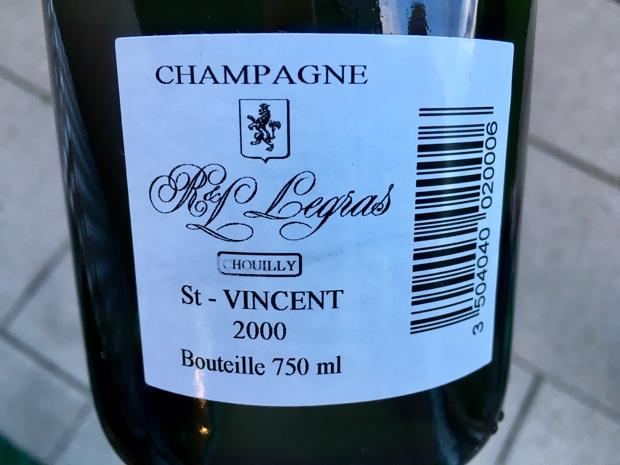 CHAMPAGNE
R&L Legras
CHOUILLY
St - VINCENT
2000
Bouteille 750 ml
3 504040 020006